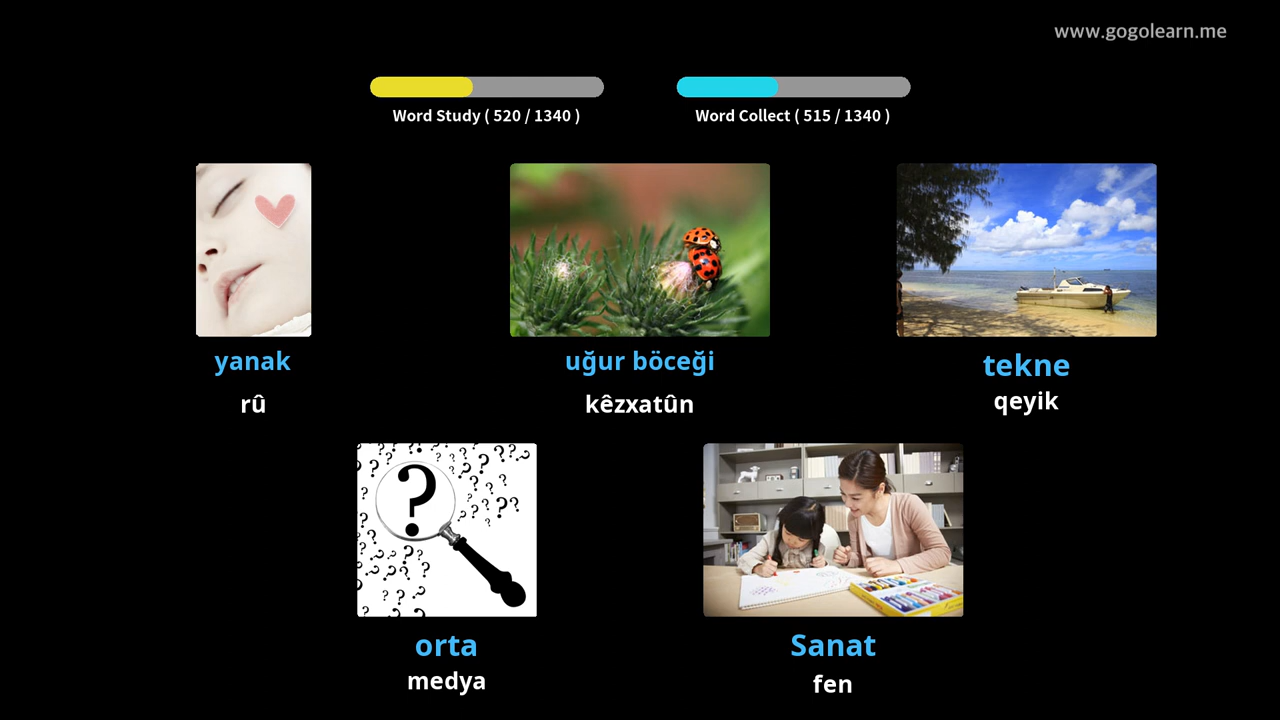 www.gogolearn.me
Word Study ( 520 / 1340 )
Word Collect ( 515 / 1340 )
yanak
rû
uğur böceği
kêzxatûn
tekne
qeyik
orta
medya
Sanat
fen